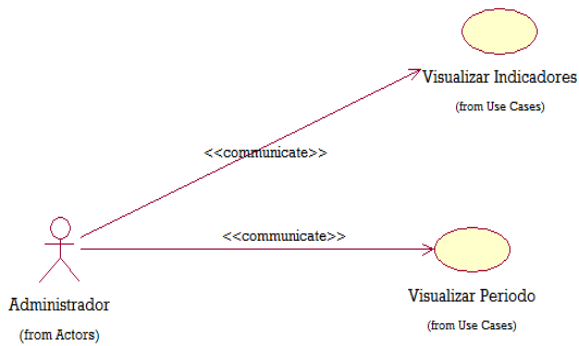 Visualizar Indicadores
(from Use Cases)
<<communicate>>
<<communicate>>
Visualizar Periodo
(from Use Cases)
Administrador
(from Actors)